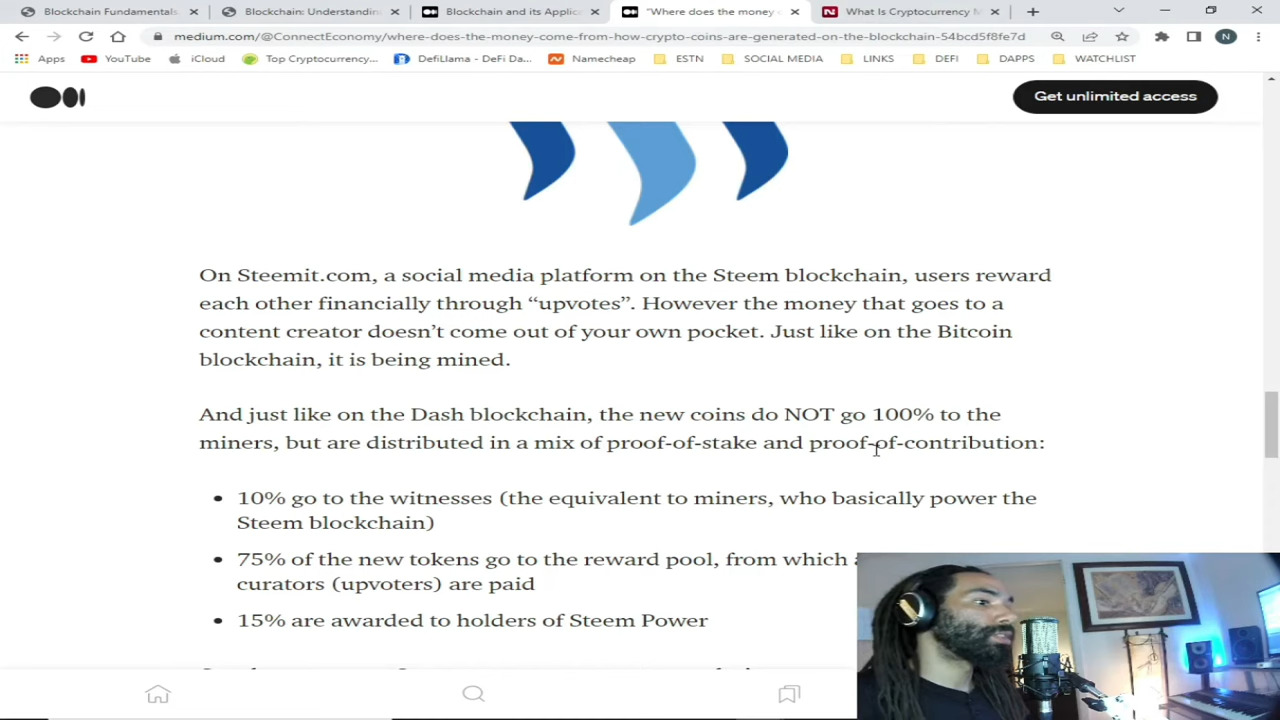 Blockchain Fundamentals.
Blockchain: Understandin
Blockchain and its Applic
"Where does the money c
What Is Cryptocurrency M
medium.com/@ConnectEconomy/where-does-the-money-come-from-how-crypto-coins-are-generated-on-the-blockchain-54bcd5f8fe7d
N
Apps
YouTube
iCloud
Top Cryptocurrency...
DefiLlama - DeFi Da...
Namecheap
ESTN
SOCIAL MEDIA
LINKS
DEFI
DAPPS
WATCHLIST
Get unlimited access
On Steemit.com, a social media platform on the Steem blockchain, users reward
each other financially through “upvotes”. However the money that goes to a
content creator doesn’t come out of your own pocket. Just like on the Bitcoin
blockchain, it is being mined.
And just like on the Dash blockchain, the new coins do NOT go 100% to the
miners, but are distributed in a mix of proof-of-stake and proof-of-contribution:
10% go to the witnesses (the equivalent to miners, who basically power the
Steem blockchain)
75% of the new tokens go to the reward pool, from which
curators (upvoters) are paid
15% are awarded to holders of Steem Power